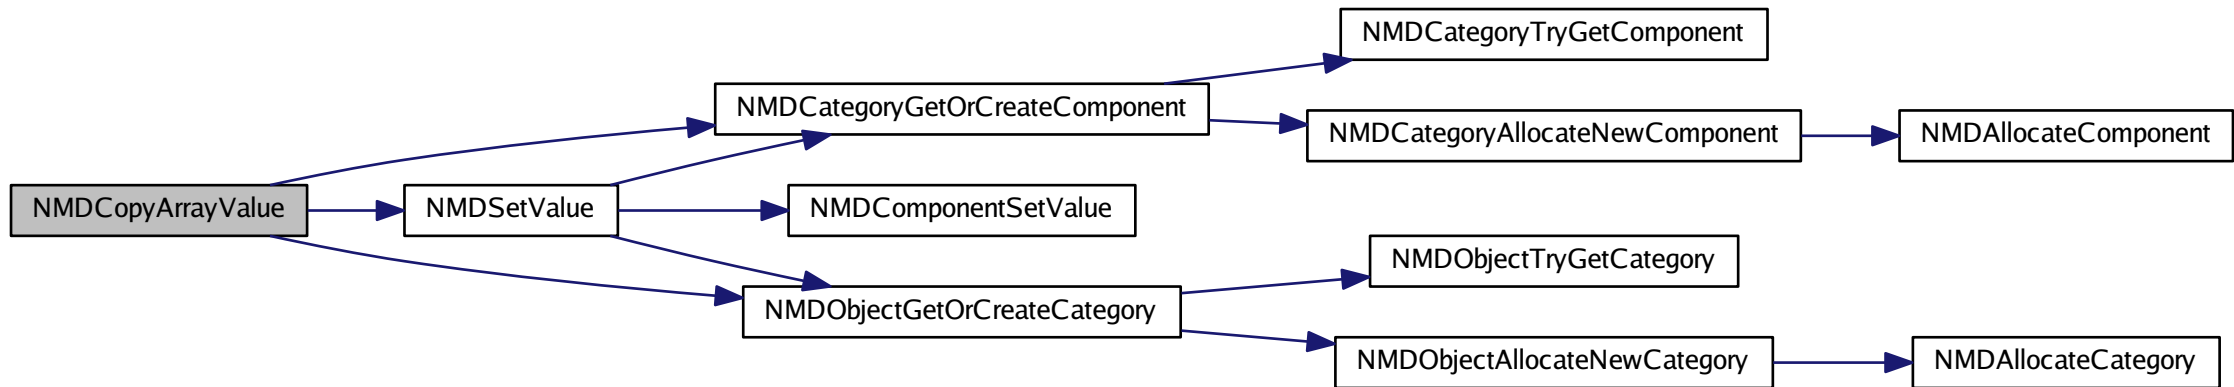 NMDCategoryTryGetComponent
NMDCategoryGetOrCreateComponent
NMDCategoryAllocateNewComponent
NMDAllocateComponent
NMDCopyArrayValue
NMDSetValue
NMDComponentSetValue
NMDObjectTryGetCategory
NMDObjectGetOrCreateCategory
NMDObjectAllocateNewCategory
NMDAllocateCategory